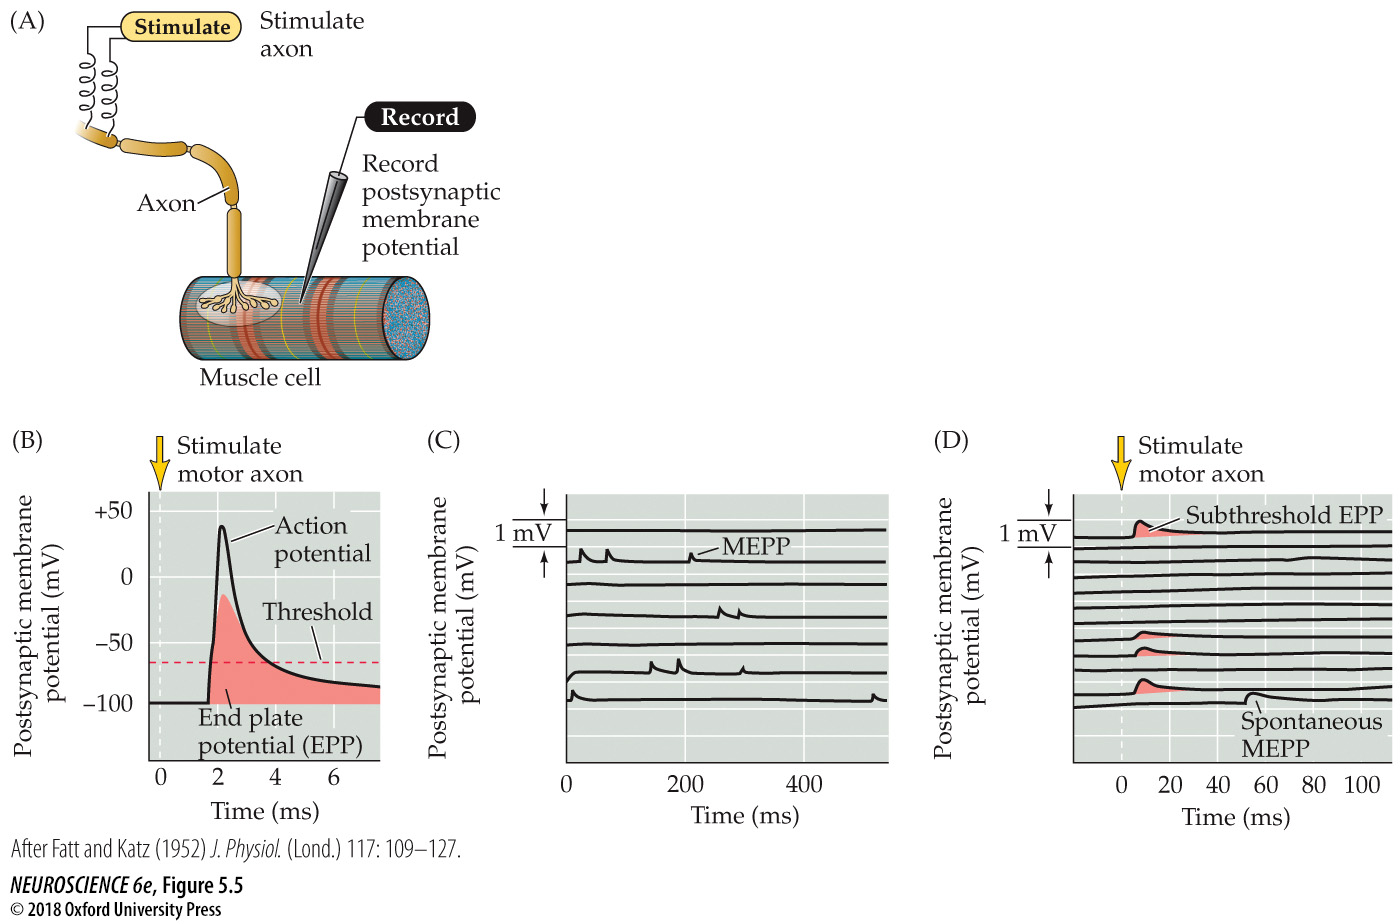 (A)
Stimulate
Stimulate
axon
Record
Record
postsynaptic
membrane
potential
Axon
Muscle cell
(B)
Stimulate
motor axon
Postsynaptic membrane
potential (mV)
+50
0
−50
−100
Action
potential
Threshold
End plate
potential (EPP)
0 2 4 6
Time (ms)
(C)
Postsynaptic membrane
potential (mV)
1 mV
MEPP
0 200 400
Time (ms)
(D)
Stimulate
motor axon
Postsynaptic membrane
potential (mV)
1 mV
Subthreshold EPP
Spontaneous
MEPP
0 20 40 60 80 100
Time (ms)
After Fatt and Katz (1952) J. Physiol. (Lond.) 117: 109–127.
NEUROSCIENCE 6e, Figure 5.5
© 2018 Oxford University Press